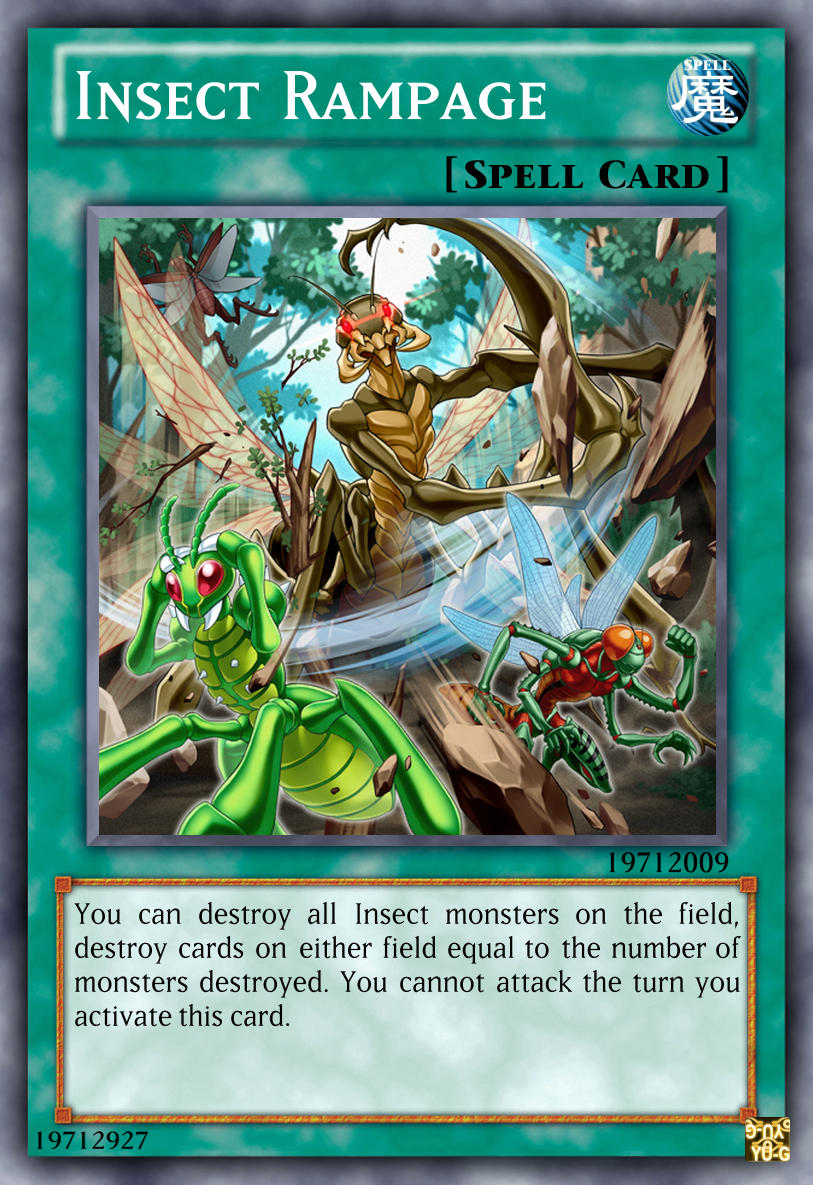 Insect Rampage
SPELL
魔
[Spell Card]
19712009
You can destroy all Insect monsters on the field,
destroy cards on either field equal to the number of
monsters destroyed. You cannot attack the turn you
activate this card.
19712927
YU-G